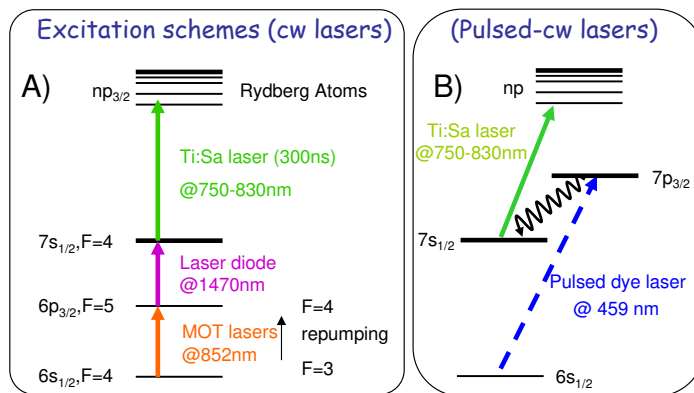 Excitation schemes (cw lasers)
A)
np3/2
Rydberg Atoms
Ti:Sa laser (300ns)
@750-830nm
7s1/2,F=4
Laser diode
@1470nm
6p3/2,F=5
F=4
MOT lasers
repumping
@852nm
F=3
6s1/2,F=4
(Pulsed-cw lasers)
B)
np
Ti:Sa laser
@750-830nm
7p3/2
7s1/2
Pulsed dye laser
@ 459 nm
6s1/2